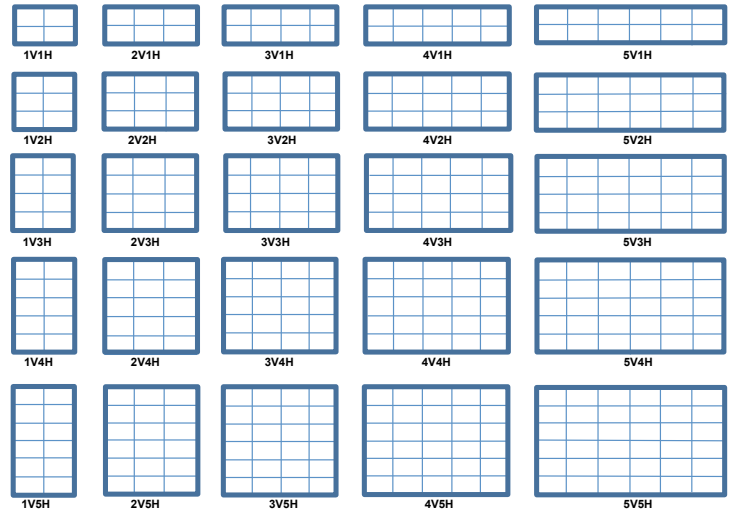 1V1H 2V1H 3V1H 4V1H 5V1H
1V2H 2V2H 3V2H 4V2H 5V2H
1V3H 2V3H 3V3H 4V3H 5V3H
1V4H 2V4H 3V4H 4V4H 5V4H
1V5H 2V5H 3V5H 4V5H 5V5H